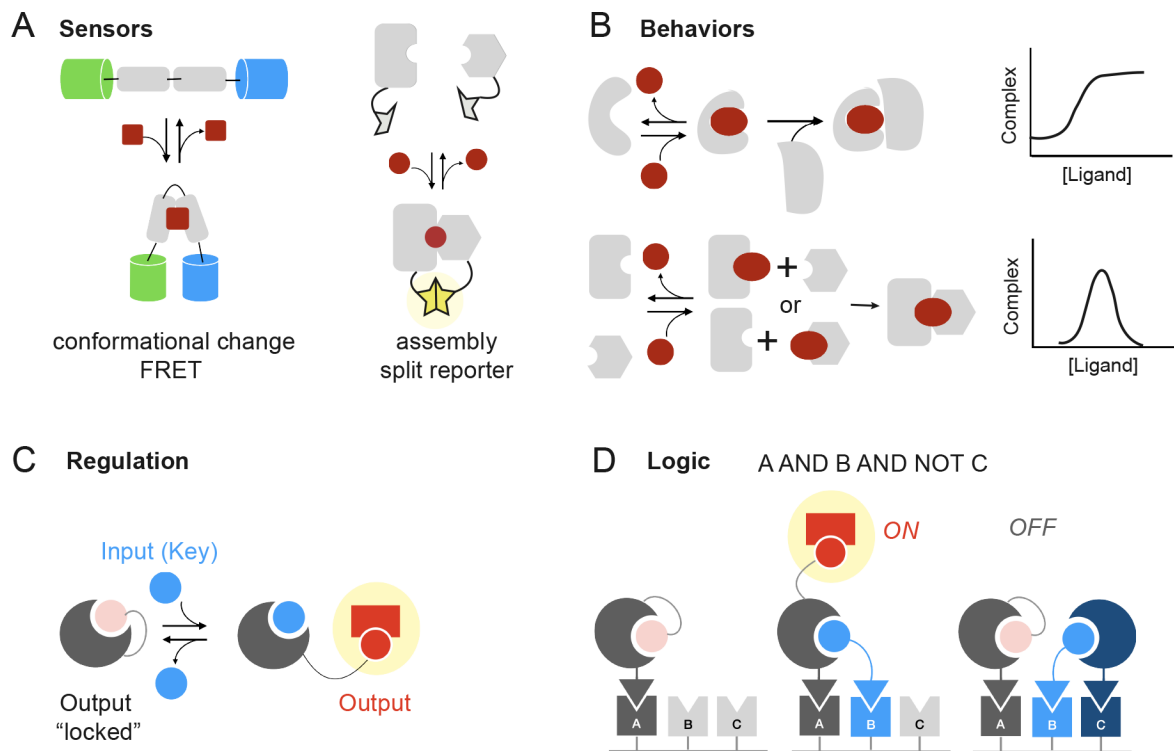 A Sensors
conformational change
FRET
assembly
split reporter
B Behaviors
Complex
[Ligand]
+
or
+
Complex
[Ligand]
C Regulation
Input (Key)
Output
“locked”
Output
D Logic A AND B AND NOT C
ON
OFF
A B C
A B C
A B C